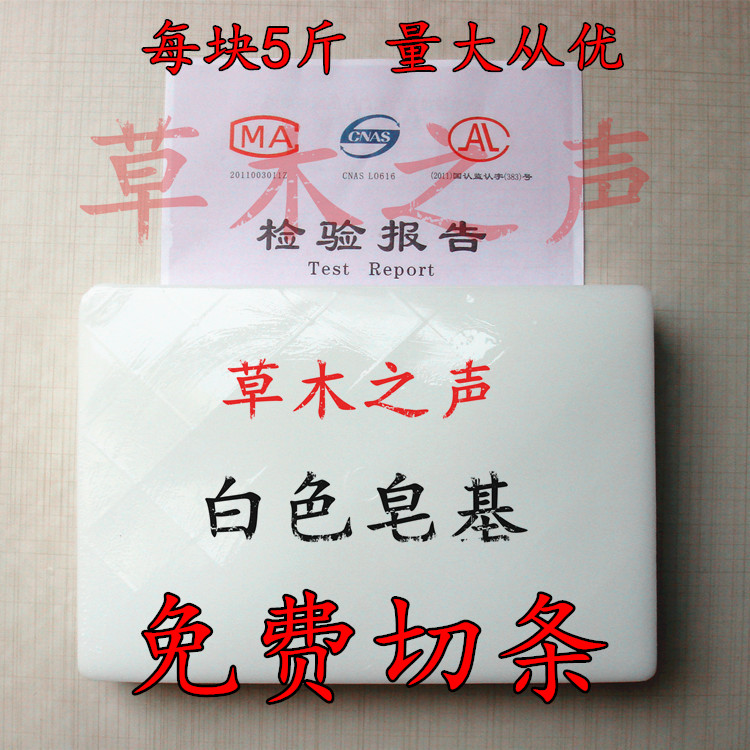 每块5斤 量大从优
草木之声
MA CNAS AL
2011003011Z CNAS L0616 (2011)国认监认字(383)号
检验报告
Test Report
草木之声
白色皂基
免费切条